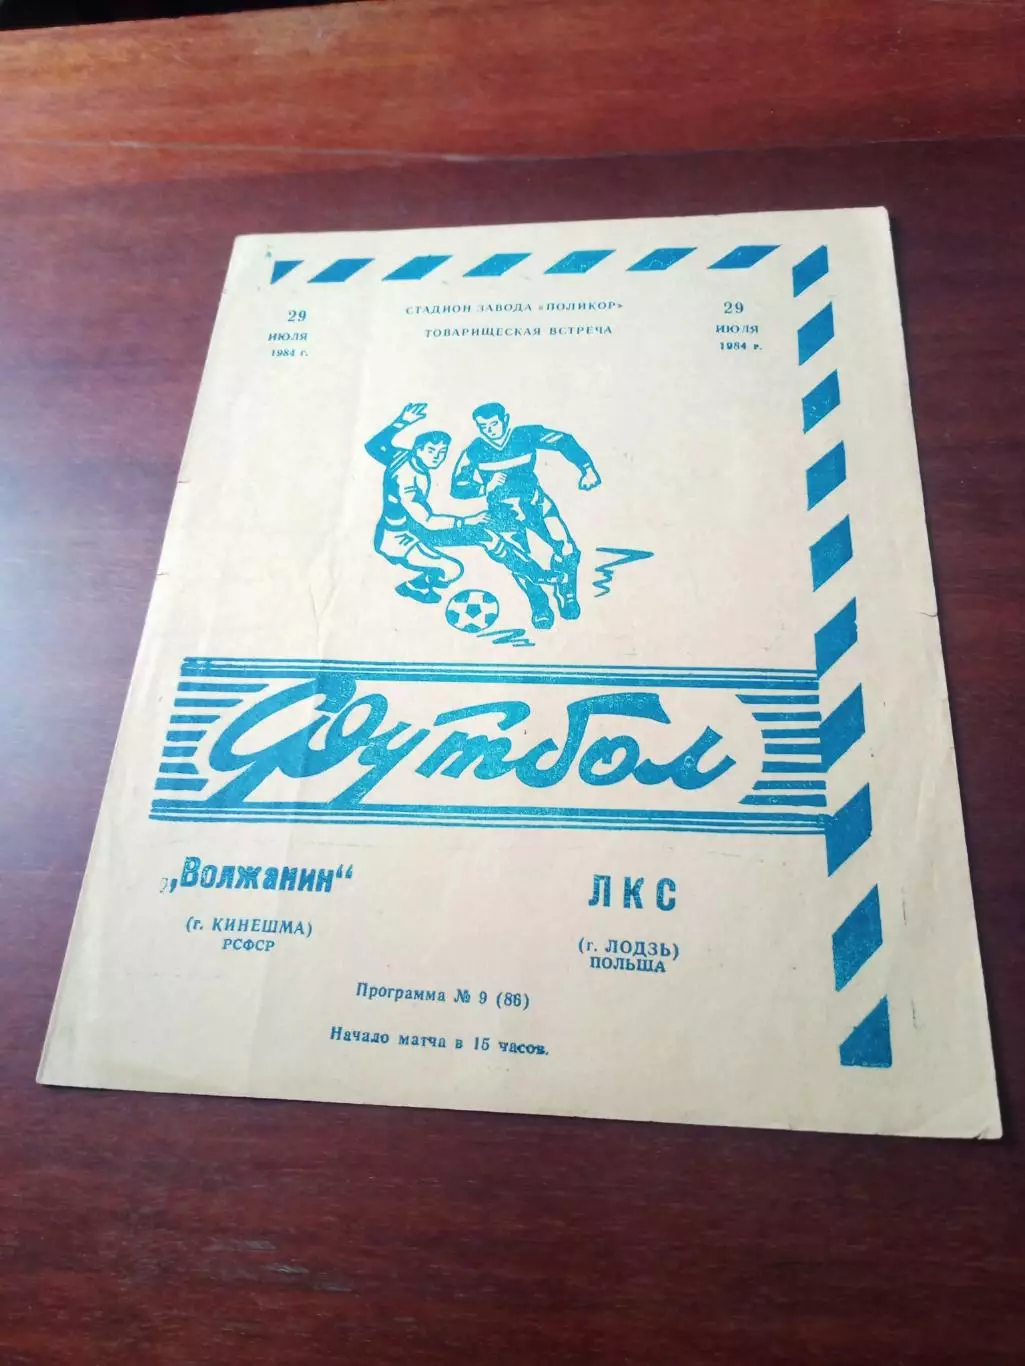 29
ИЮЛЯ
1984 г.
СТАДИОН ЗАВОДА «ПОЛИКОР»
ТОВАРИЩЕСКАЯ ВСТРЕЧА
29
ИЮЛЯ
1984 г.
Футбол
„Волжанин“
(г. КИНЕШМА)
РСФСР
ЛКС
(г. ЛОДЗЬ)
ПОЛЬША
Программа № 9 (86)
Начало матча в 15 часов.